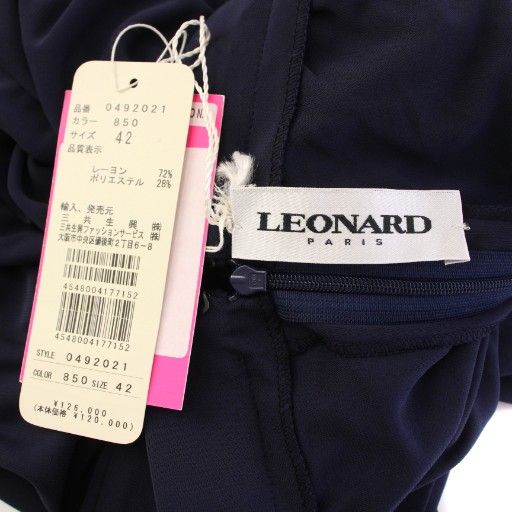 品番 0492021
カラー 850
サイズ 42
品質表示
レーヨン 72%
ポリエステル 28%
輸入、発売元
三共生興㈱
三共生興ファッションサービス㈱
大阪市中央区備後町2丁目6-8
4548004177152
4548004177152
STYLE 0492021
COLOR 850 SIZE 42
¥126,000
(本体価格 ¥120,000)
ON.
LEONARD
PARIS